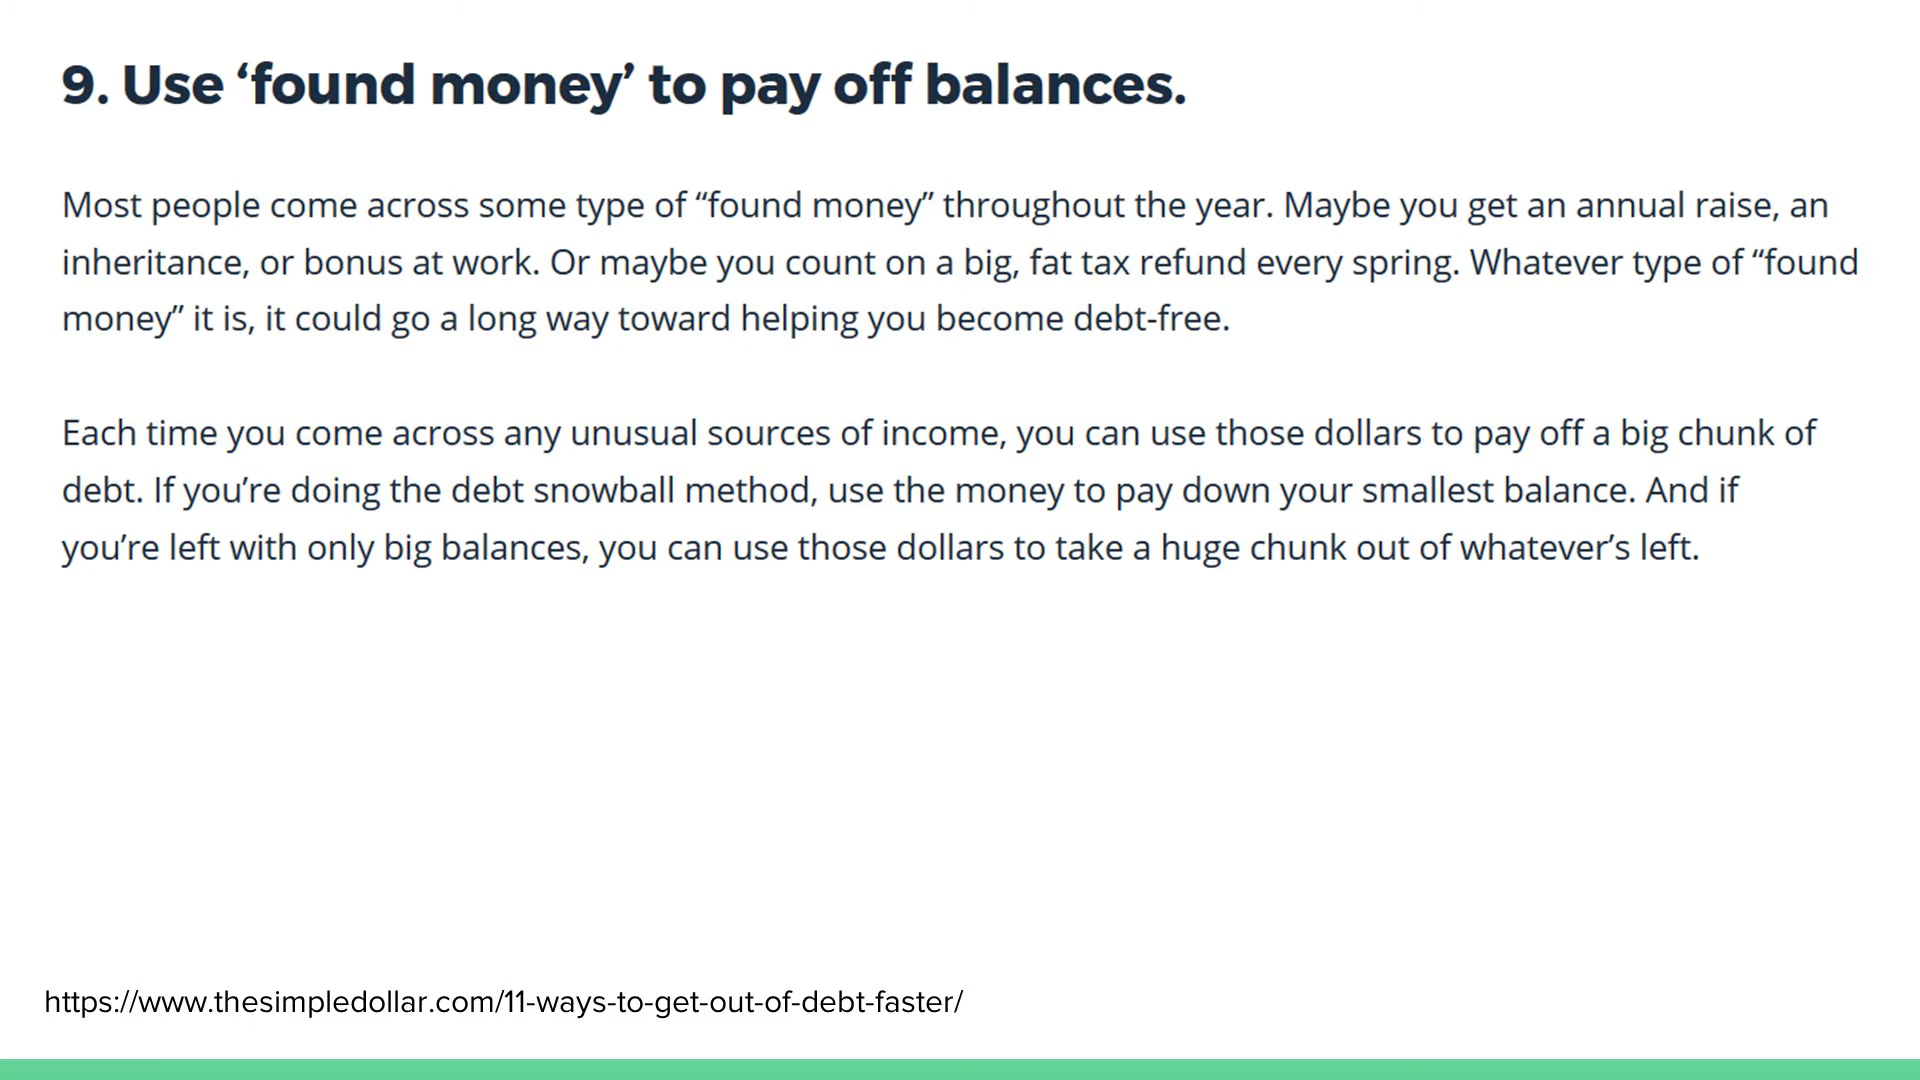 9. Use ‘found money’ to pay off balances.
Most people come across some type of “found money” throughout the year. Maybe you get an annual raise, an
inheritance, or bonus at work. Or maybe you count on a big, fat tax refund every spring. Whatever type of “found
money” it is, it could go a long way toward helping you become debt-free.
Each time you come across any unusual sources of income, you can use those dollars to pay off a big chunk of
debt. If you’re doing the debt snowball method, use the money to pay down your smallest balance. And if
you’re left with only big balances, you can use those dollars to take a huge chunk out of whatever’s left.
https://www.thesimpledollar.com/11-ways-to-get-out-of-debt-faster/